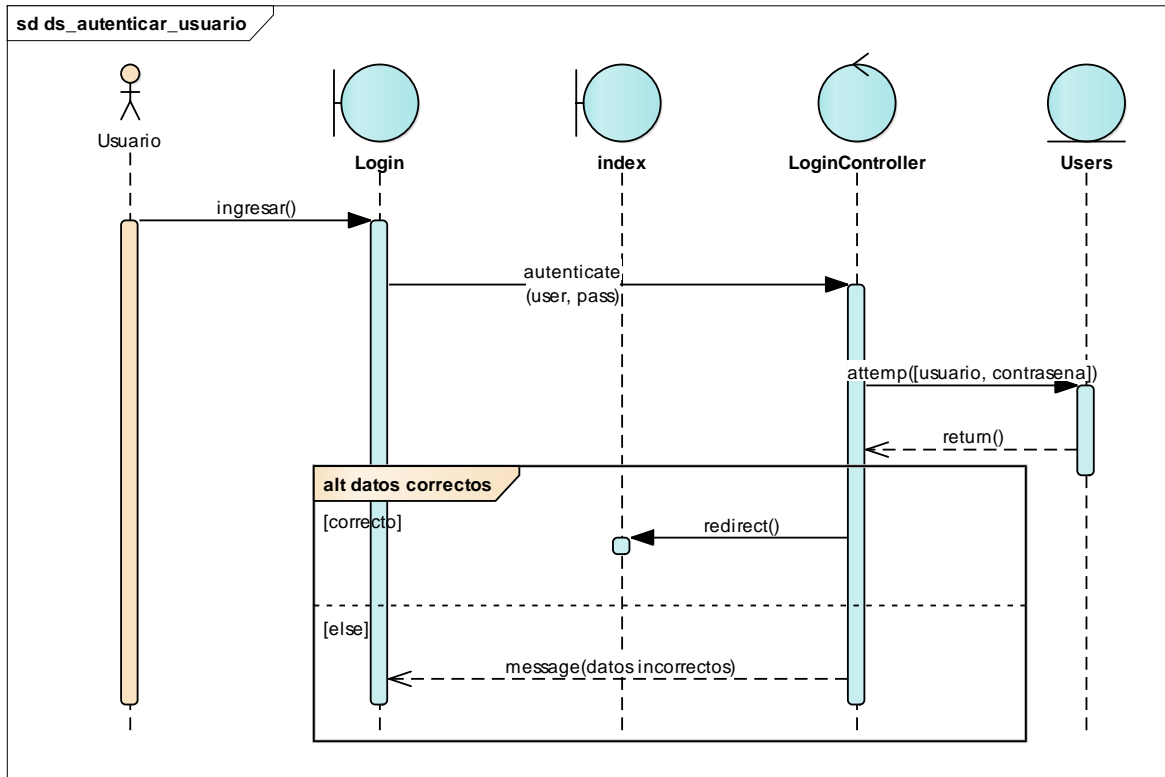 sd ds_autenticar_usuario
Usuario
Login
index
LoginController
Users
ingresar()
autenticate
(user, pass)
attemp([usuario, contrasena])
return()
alt datos correctos
[correcto]
redirect()
[else]
message(datos incorrectos)